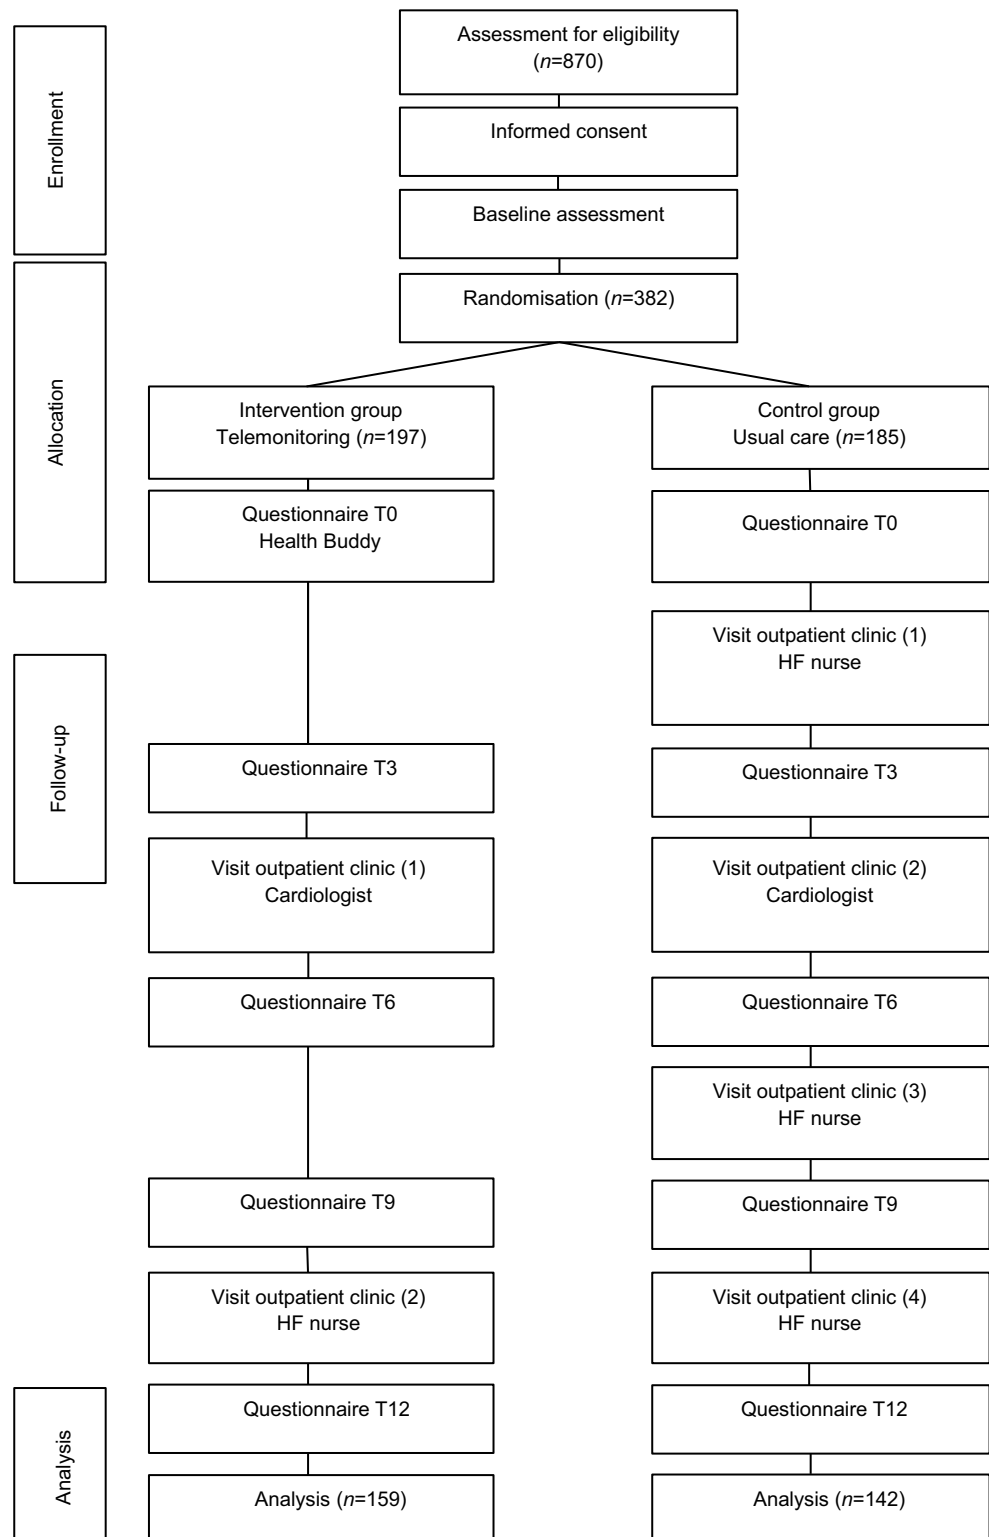 Enrollment
Assessment for eligibility
(n=870)
Informed consent
Baseline assessment
Allocation
Randomisation (n=382)
Intervention group
Telemonitoring (n=197)
Control group
Usual care (n=185)
Questionnaire T0
Health Buddy
Questionnaire T0
Follow-up
Visit outpatient clinic (1)
HF nurse
Questionnaire T3
Questionnaire T3
Visit outpatient clinic (1)
Cardiologist
Visit outpatient clinic (2)
Cardiologist
Questionnaire T6
Questionnaire T6
Visit outpatient clinic (3)
HF nurse
Questionnaire T9
Questionnaire T9
Visit outpatient clinic (2)
HF nurse
Visit outpatient clinic (4)
HF nurse
Analysis
Questionnaire T12
Questionnaire T12
Analysis (n=159)
Analysis (n=142)